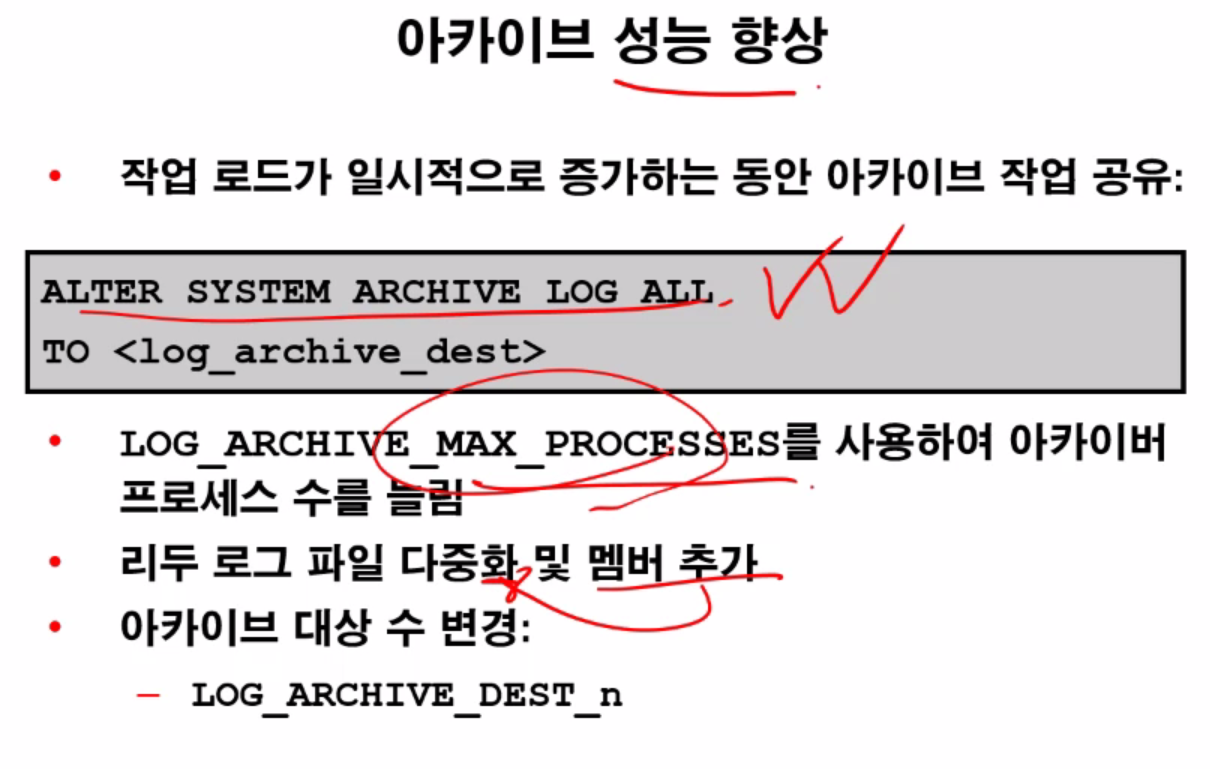 아카이브 성능 향상
• 작업 로드가 일시적으로 증가하는 동안 아카이브 작업 공유:
ALTER SYSTEM ARCHIVE LOG ALL
TO <log_archive_dest>
• LOG_ARCHIVE_MAX_PROCESSES를 사용하여 아카이버
프로세스 수를 늘림
• 리두 로그 파일 다중화 및 멤버 추가
• 아카이브 대상 수 변경:
– LOG_ARCHIVE_DEST_n